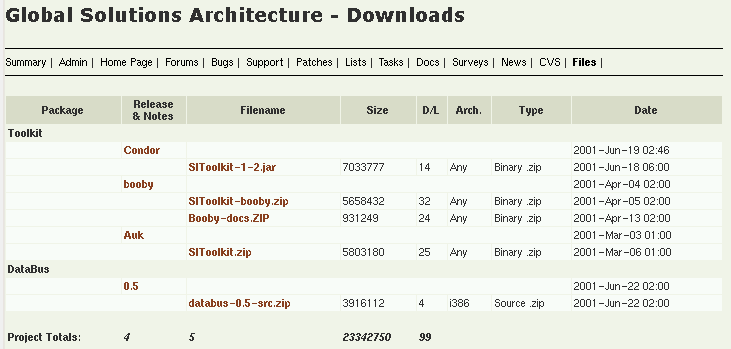 Global Solutions Architecture - Downloads
Summary | Admin | Home Page | Forums | Bugs | Support | Patches | Lists | Tasks | Docs | Surveys | News | CVS | Files |
Package Release & Notes Filename Size D/L Arch. Type Date
Toolkit
Condor 2001-Jun-19 02:46
SIToolkit-1-2.jar 7033777 14 Any Binary .zip 2001-Jun-18 06:00
booby 2001-Apr-04 02:00
SIToolkit-booby.zip 5658432 32 Any Binary .zip 2001-Apr-05 02:00
Booby-docs.ZIP 931249 24 Any Binary .zip 2001-Apr-13 02:00
Auk 2001-Mar-03 01:00
SIToolkit.zip 5803180 25 Any Binary .zip 2001-Mar-06 01:00
DataBus
0.5 2001-Jun-22 02:00
databus-0.5-src.zip 3916112 4 i386 Source .zip 2001-Jun-22 02:00
Project Totals: 4 5 23342750 99